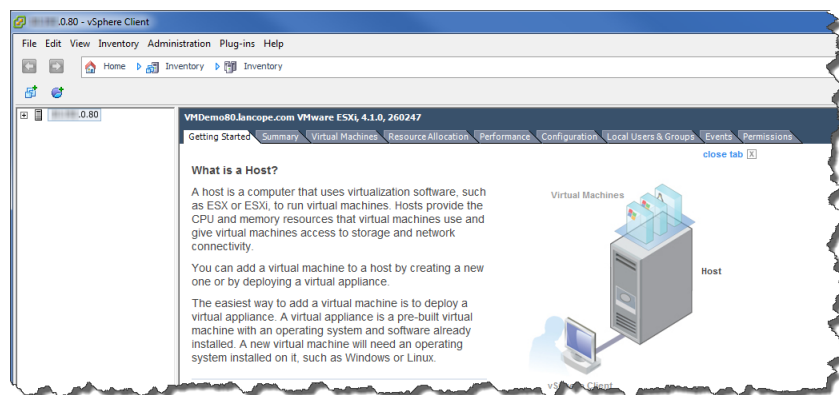 .0.80 - vSphere Client
File Edit View Inventory Administration Plug-ins Help
Home Inventory Inventory
.0.80
VMDemo80.lancope.com VMware ESXi, 4.1.0, 260247
Getting Started Summary Virtual Machines Resource Allocation Performance Configuration Local Users & Groups Events Permissions
close tab X
What is a Host?
A host is a computer that uses virtualization software, such
as ESX or ESXi, to run virtual machines. Hosts provide the
CPU and memory resources that virtual machines use and
give virtual machines access to storage and network
connectivity.
You can add a virtual machine to a host by creating a new
one or by deploying a virtual appliance.
The easiest way to add a virtual machine is to deploy a
virtual appliance. A virtual appliance is a pre-built virtual
machine with an operating system and software already
installed. A new virtual machine will need an operating
system installed on it, such as Windows or Linux.
Virtual Machines
Host
Client